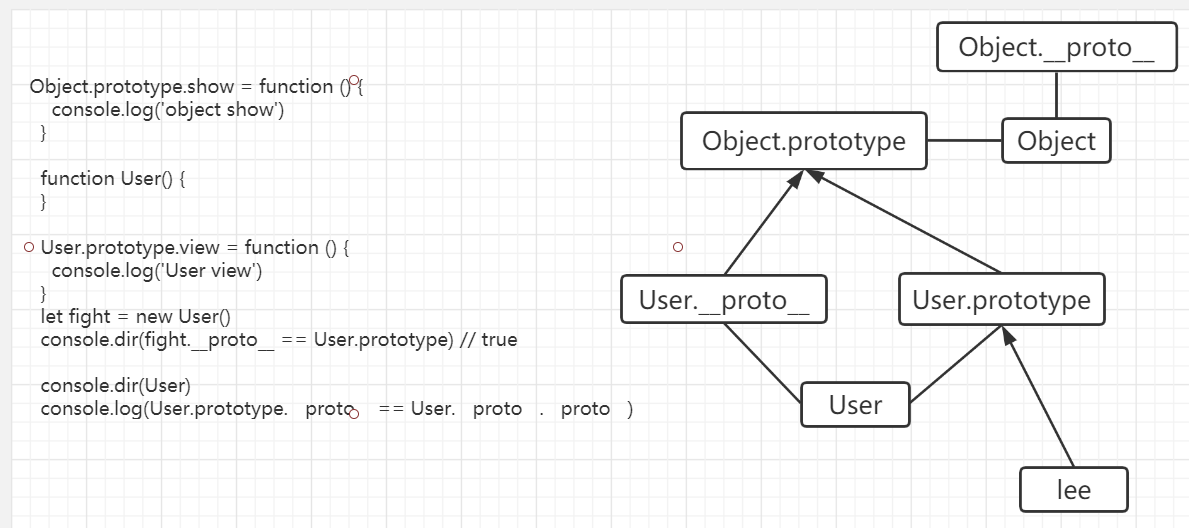 Object.prototype.show = function () {
console.log('object show')
}
function User() {
}
User.prototype.view = function () {
console.log('User view')
}
let fight = new User()
console.dir(fight.__proto__ == User.prototype) // true
console.dir(User)
console.log(User.prototype. proto == User. proto . proto )
Object.__proto__
Object.prototype
Object
User.__proto__
User.prototype
User
lee